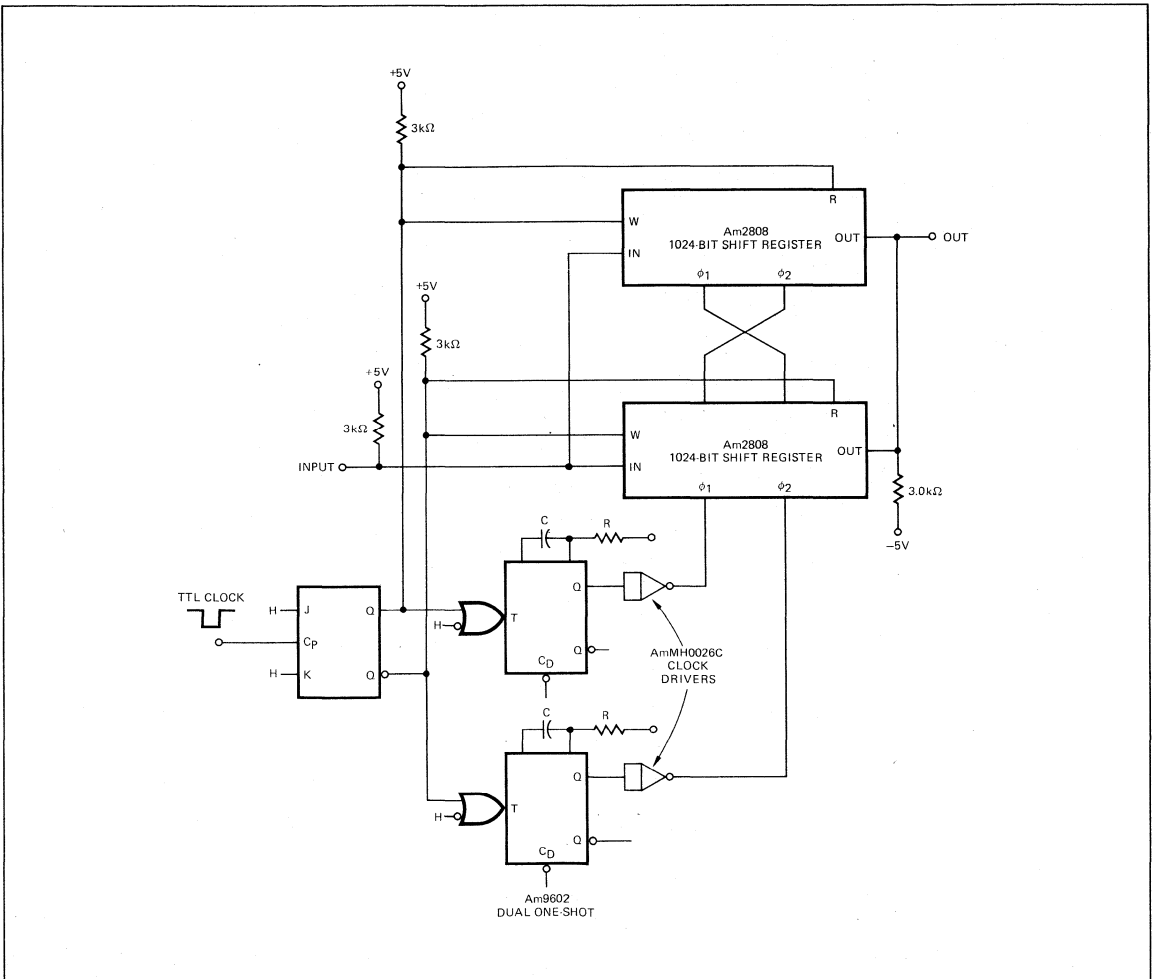 +5V
3kΩ
R
W
Am2808
1024-BIT SHIFT REGISTER
OUT
OUT
IN
ϕ1
ϕ2
+5V
3kΩ
+5V
3kΩ
R
W
Am2808
1024-BIT SHIFT REGISTER
OUT
INPUT
IN
ϕ1
ϕ2
3.0kΩ
−5V
C
R
TTL CLOCK
H
J
Q
Q
H
T
CP
Q
CD
H
K
Q
AmMH0026C
CLOCK
DRIVERS
C
R
Q
H
T
Q
CD
Am9602
DUAL ONE-SHOT